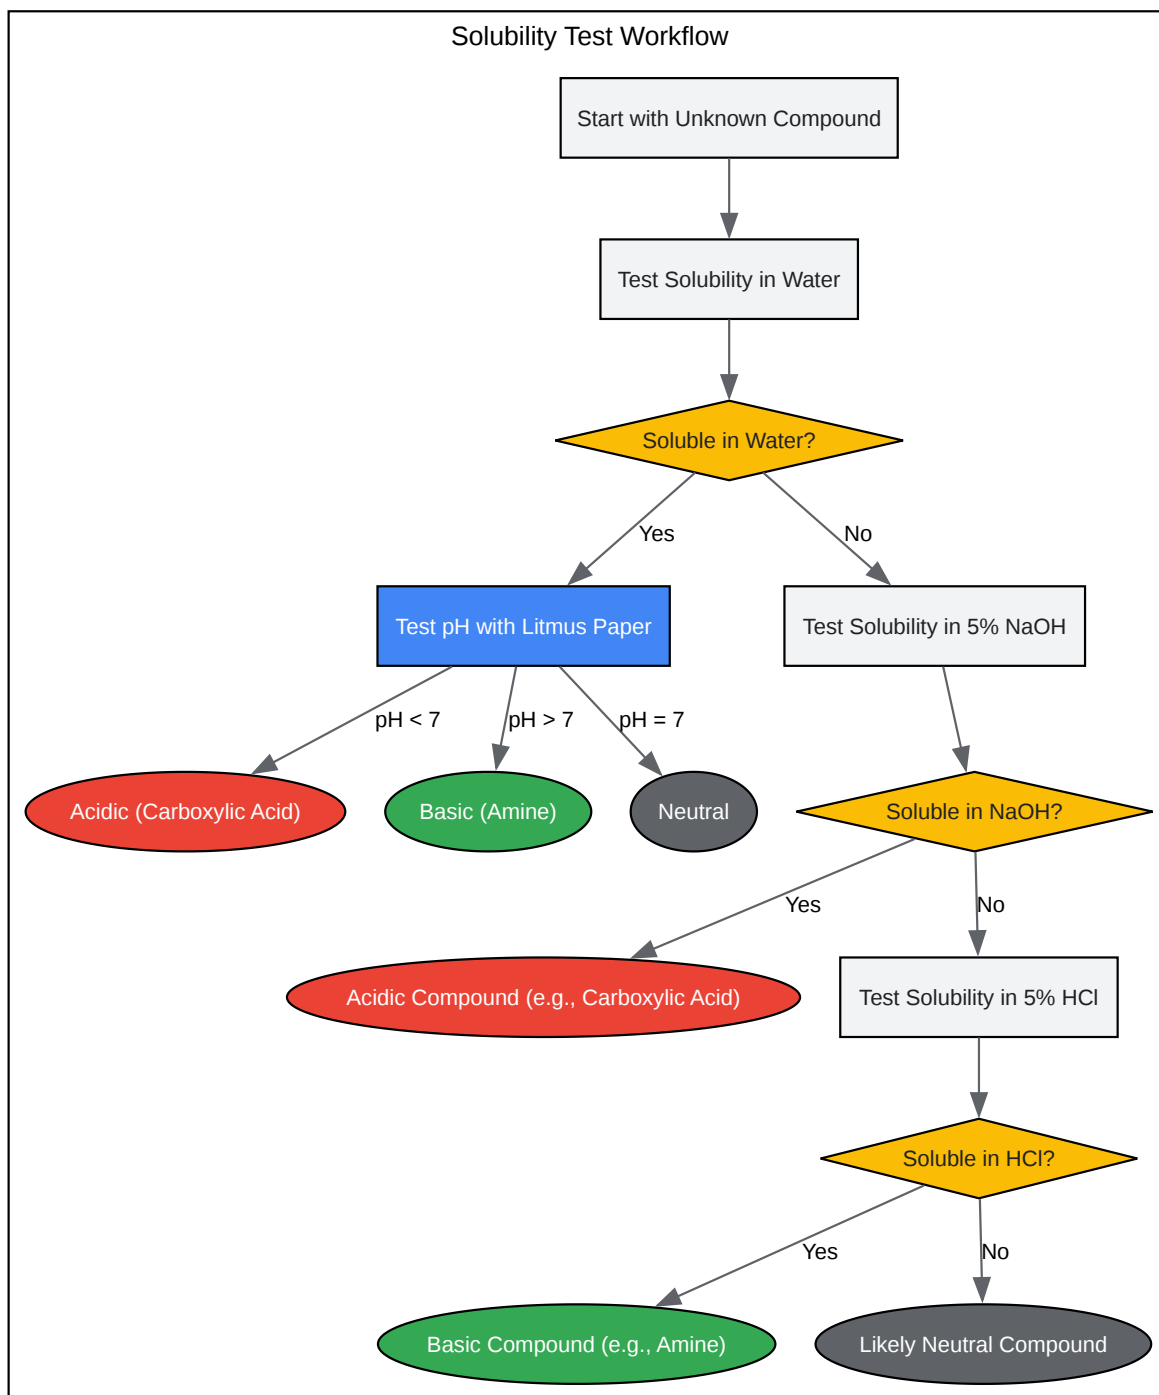 Solubility Test Workflow
Start with Unknown Compound
Test Solubility in Water
Soluble in Water?
Yes
No
Test pH with Litmus Paper
Test Solubility in 5% NaOH
pH < 7
pH > 7
pH = 7
Acidic (Carboxylic Acid)
Basic (Amine)
Neutral
Soluble in NaOH?
Yes
No
Acidic Compound (e.g., Carboxylic Acid)
Test Solubility in 5% HCl
Soluble in HCl?
Yes
No
Basic Compound (e.g., Amine)
Likely Neutral Compound